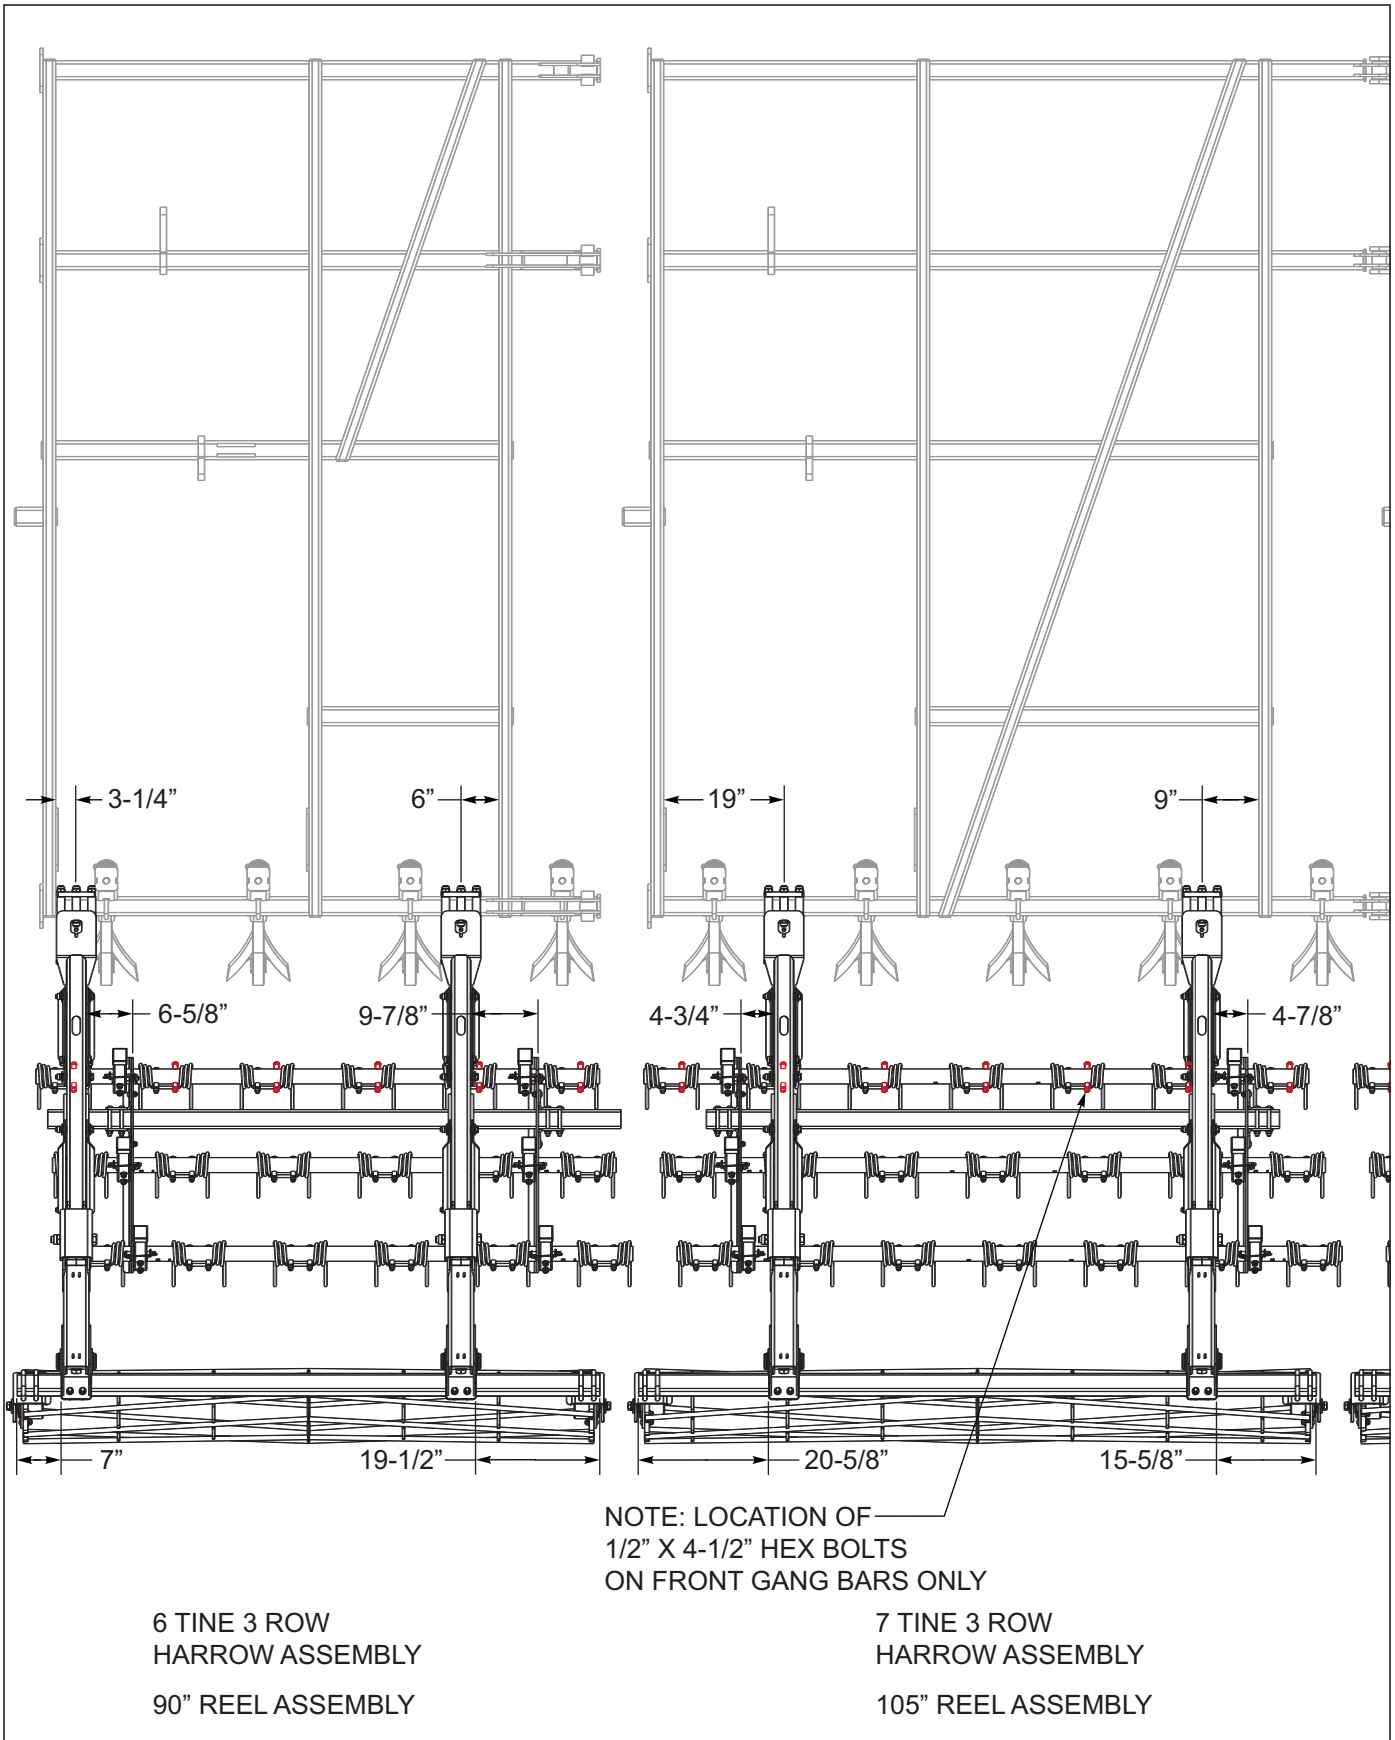 3-1/4”
6”
19”
9”
6-5/8”
9-7/8”
4-3/4”
4-7/8”
7”
19-1/2”
20-5/8”
15-5/8”
NOTE: LOCATION OF
1/2” X 4-1/2” HEX BOLTS
ON FRONT GANG BARS ONLY
6 TINE 3 ROW
HARROW ASSEMBLY
90” REEL ASSEMBLY
7 TINE 3 ROW
HARROW ASSEMBLY
105” REEL ASSEMBLY